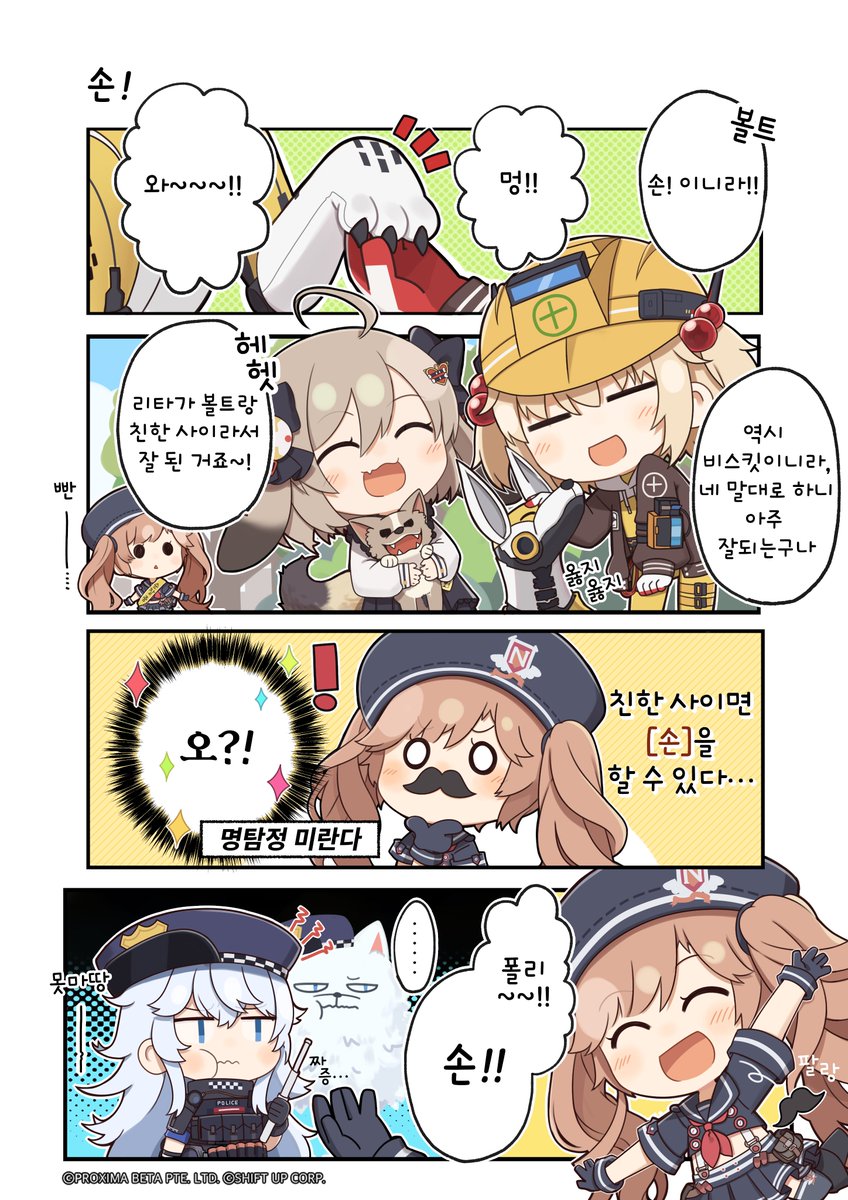 손!
볼트
손! 이니라!!
멍!!
와~~~!!
역시
비스킷이니라,
네 말대로 하니
아주
잘되는구나
옳지
옳지
헤
헷
리타가 볼트랑
친한 사이라서
잘 된 거죠~!
빤
친한 사이면
[손]을
할 수 있다...
N
!
오?!
명탐정 미란다
N
폴리
~~!!
손!!
팔랑
......
짜
증...
못마땅
POLICE
©PROXIMA BETA PTE. LTD. ©SHIFT UP CORP.